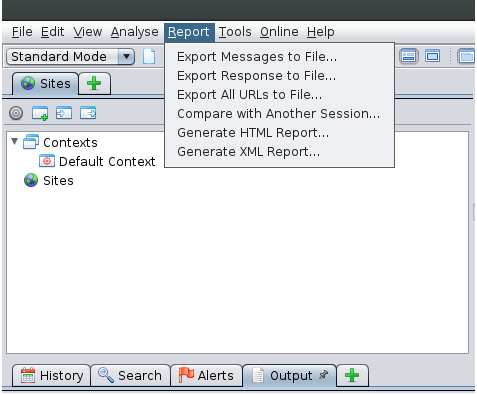 File Edit View Analyse Report Tools Online Help
Standard Mode
Export Messages to File...
Export Response to File...
Export All URLs to File...
Compare with Another Session...
Generate HTML Report...
Generate XML Report...
Sites
Contexts
Default Context
Sites
History Search Alerts Output